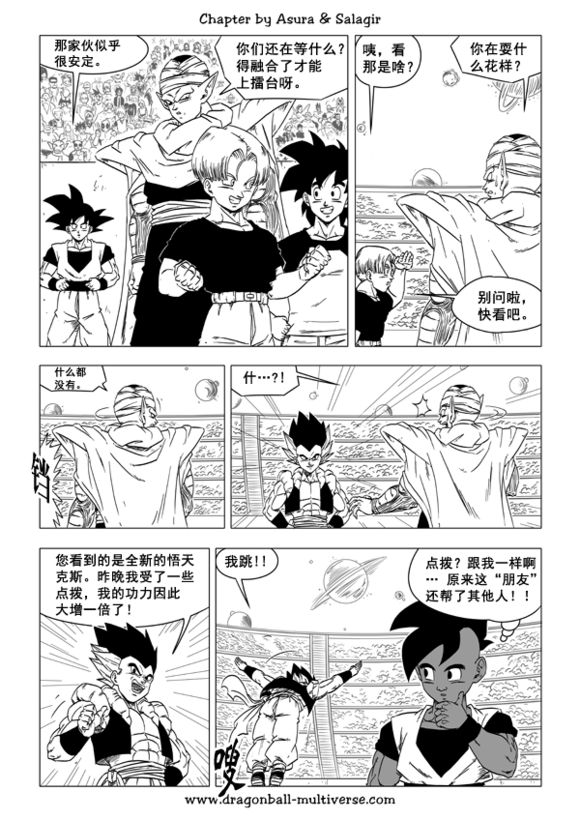 Chapter by Asura & Salagir
那家伙似乎
很安定。
你们还在等什么？
得融合了才能
上擂台呀。
咦，看
那是啥？
你在耍什
么花样？
别问啦，
快看吧。
什么都
没有。
铛
什…?!
您看到的是全新的悟天
克斯。昨晚我受了一些
点拨，我的功力因此
大增一倍了！
我跳!!
嗖
点拨？跟我一样啊
… 原来这“朋友”
还帮了其他人！！
www.dragonball-multiverse.com